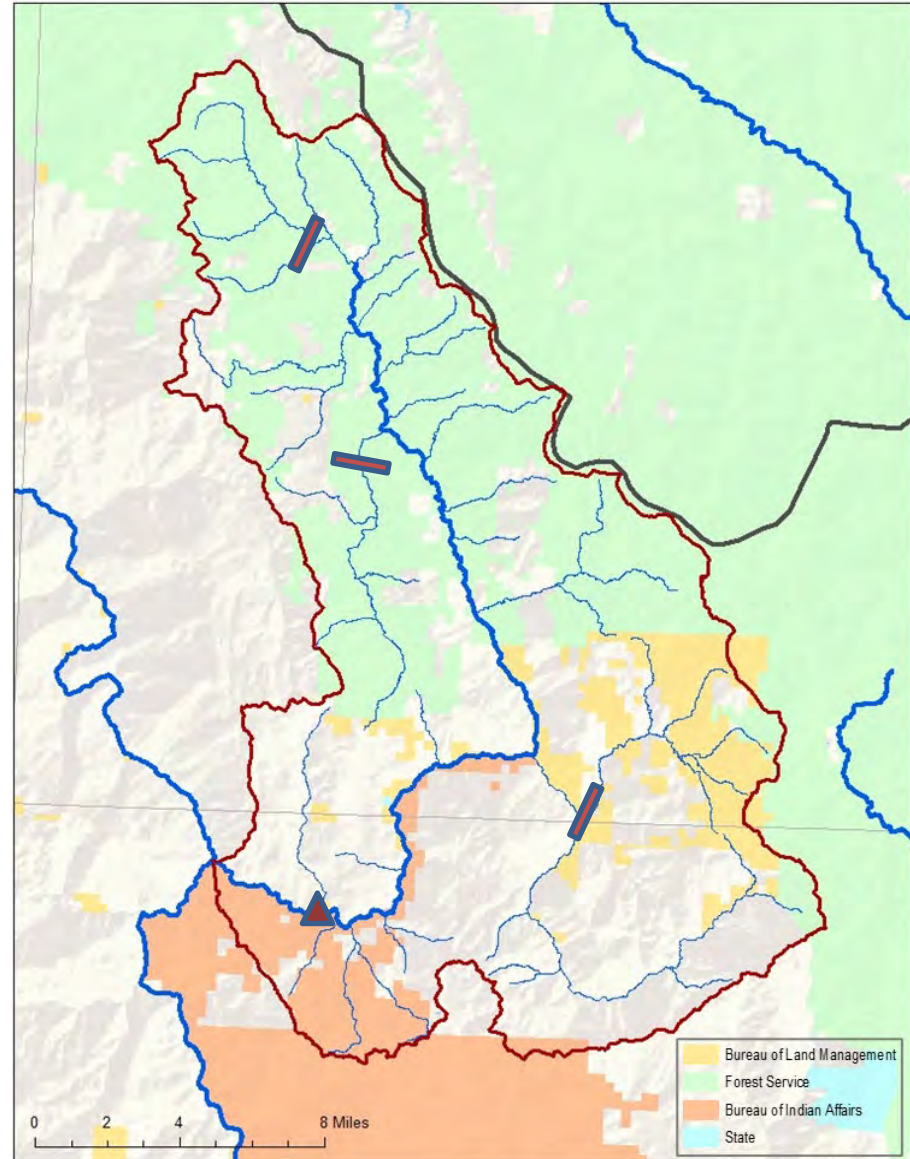 Bureau of Land Management
Forest Service
Bureau of Indian Affairs
State
0 2 4 8 Miles